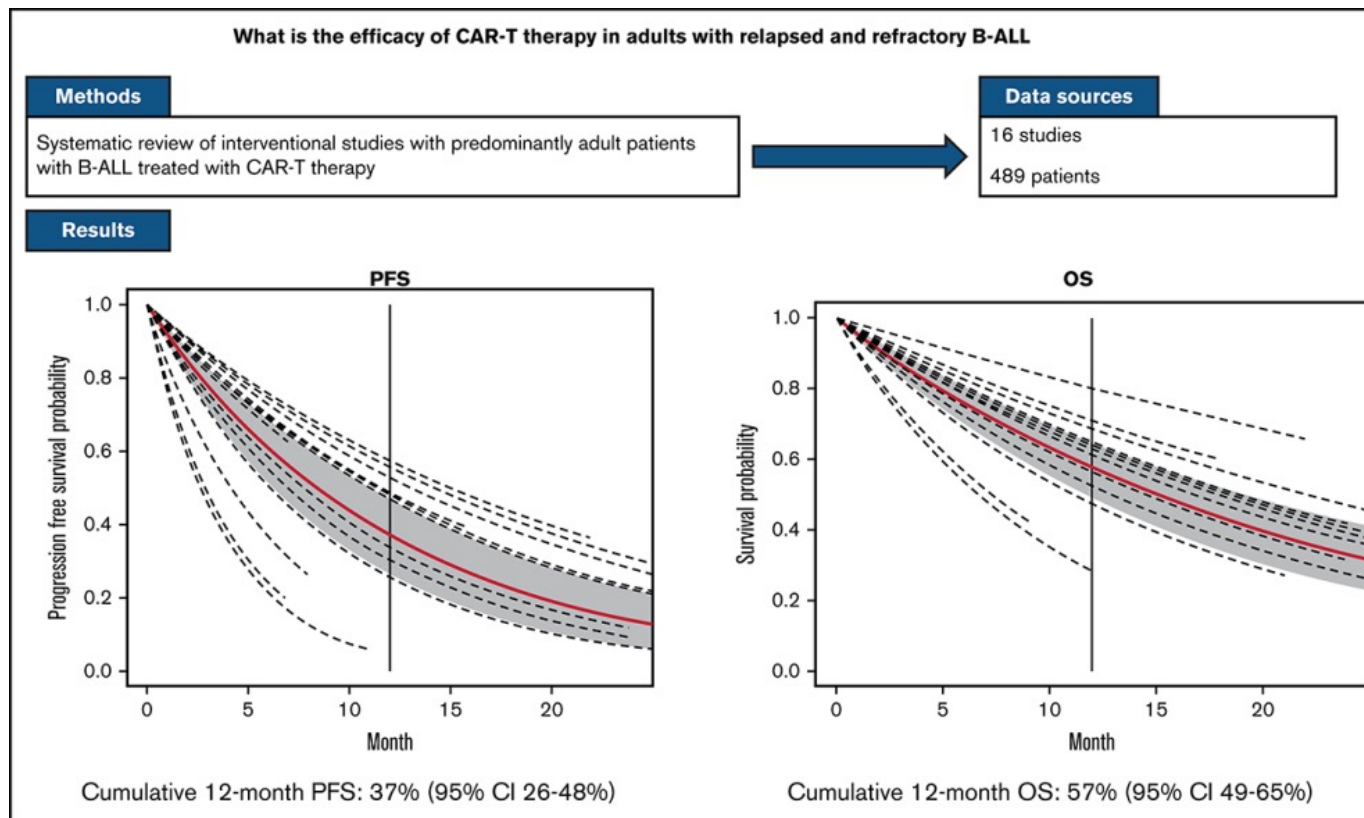 What is the efficacy of CAR-T therapy in adults with relapsed and refractory B-ALL
Methods
Systematic review of interventional studies with predominantly adult patients
with B-ALL treated with CAR-T therapy
Data sources
16 studies
489 patients
Results
PFS
Progression free survival probability
1.0
0.8
0.6
0.4
0.2
0.0
0
5
10
15
20
Month
Cumulative 12-month PFS: 37% (95% CI 26-48%)
OS
Survival probability
1.0
0.8
0.6
0.4
0.2
0.0
0
5
10
15
20
Month
Cumulative 12-month OS: 57% (95% CI 49-65%)